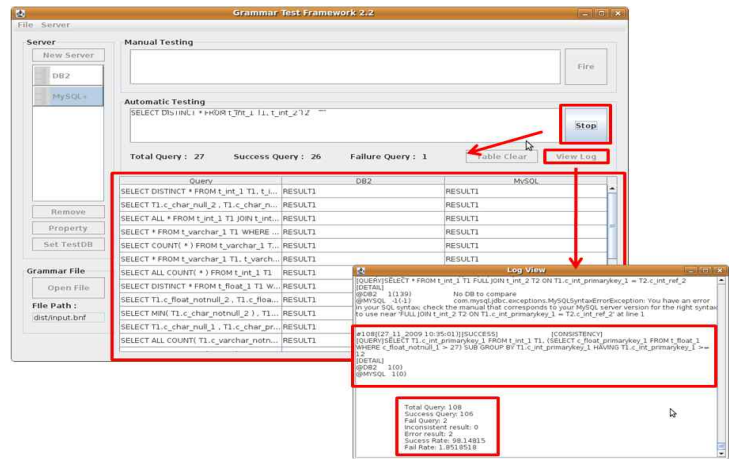 Grammar Test Framework 2.2
File Server
Server
New Server
DB2
MySQL
Remove
Property
Set TestDB
Grammar File
Open File
File Path :
dist/input.bnf
Manual Testing
Fire
Automatic Testing
SELECT DISTINCT * FROM t_int_1 T1, t_int_2 T2
Stop
Total Query : 27 Success Query : 26 Failure Query : 1
Table Clear
View Log
Query DB2 MySQL
SELECT DISTINCT * FROM t_int_1 T1, t_i... RESULT1 RESULT1
SELECT T1.c_char_null_2 , T1.c_char_n... RESULT1 RESULT1
SELECT ALL * FROM t_int_1 T1 JOIN t_int... RESULT1 RESULT1
SELECT * FROM t_varchar_1 T1 WHERE ... RESULT1 RESULT1
SELECT COUNT( * ) FROM t_varchar_1 T... RESULT1 RESULT1
SELECT * FROM t_varchar_1 T1, t_varch... RESULT1 RESULT1
SELECT ALL COUNT( * ) FROM t_int_1 T1 RESULT1
SELECT DISTINCT * FROM t_float_1 T1 W... RESULT1
SELECT T1.c_float_notnull_2 , T1.c_floa... RESULT1
SELECT MIN( T1.c_char_notnull_2 ) , T1... RESULT1
SELECT T1.c_char_null_1 , T1.c_char_pr... RESULT1
SELECT ALL COUNT( T1.c_varchar_notn... RESULT1
Log View
[QUERY]SELECT * FROM t_int_1 T1 FULL JOIN t_int_2 T2 ON T1.c_int_primarykey_1 = T2.c_int_ref_2
[DETAIL]
@DB2 1(139) No DB to compare
@MYSQL -1(-1) com.mysql.jdbc.exceptions.MySQLSyntaxErrorException: You have an error
in your SQL syntax; check the manual that corresponds to your MySQL server version for the right syntax
to use near 'FULL JOIN t_int_2 T2 ON T1.c_int_primarykey_1 = T2.c_int_ref_2' at line 1
#108[(27_11_2009 10:35:01)][SUCCESS] [CONSISTENCY]
[QUERY]SELECT T1.c_int_primarykey_1 FROM t_int_1 T1, (SELECT c_float_primarykey_1 FROM t_float_1
WHERE c_float_notnull_1 > 27) SUB GROUP BY T1.c_int_primarykey_1 HAVING T1.c_int_primarykey_1 >=
12
[DETAIL]
@DB2 1(0)
@MYSQL 1(0)
Total Query: 108
Success Query: 106
Fail Query: 2
Inconsistent result: 0
Error result: 2
Sucess Rate: 98.14815
Fail Rate: 1.8518518